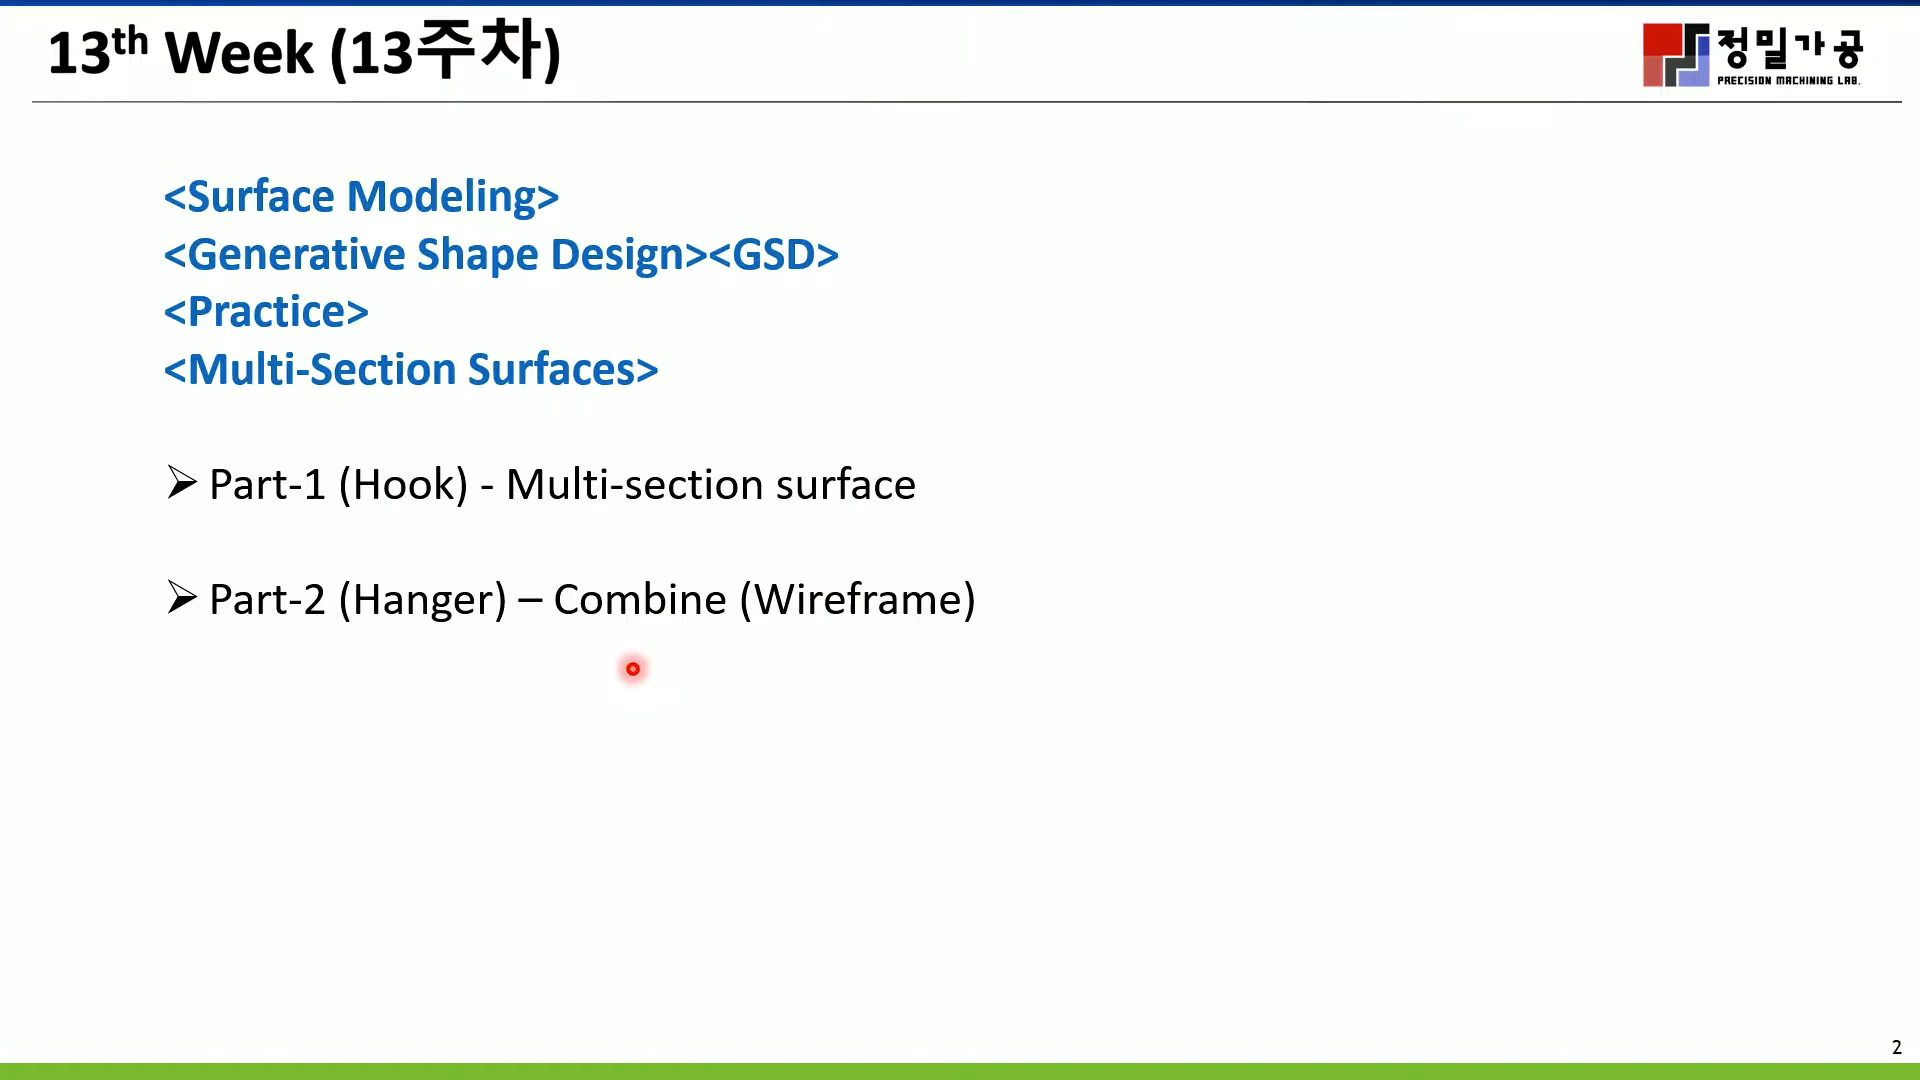 13th Week (13주차)
정밀가공
PRECISION MACHINING LAB.
<Surface Modeling>
<Generative Shape Design><GSD>
<Practice>
<Multi-Section Surfaces>
➢ Part-1 (Hook) - Multi-section surface
➢ Part-2 (Hanger) – Combine (Wireframe)
2